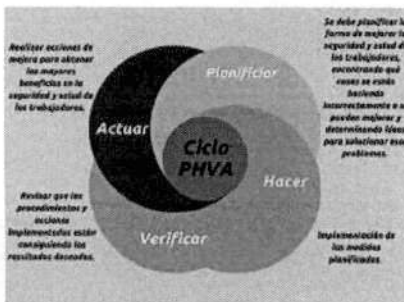 Realizar acciones de
mejora para obtener
los mayores
beneficios en la
seguridad y salud de
los trabajadores.
Se debe planificar la
forma de mejorar la
seguridad y salud de
los trabajadores,
encontrando qué
cosas se están
haciendo
incorrectamente o se
pueden mejorar y
determinando ideas
para solucionar esos
problemas.
Planificiar
Actuar
Ciclo
PHVA
Hacer
Verificar
Revisar que los
procedimientos y
acciones
implementados están
consiguiendo los
resultados deseados.
Implementación de
las medidas
planificadas.